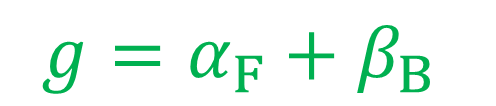 g = α_F + β_B